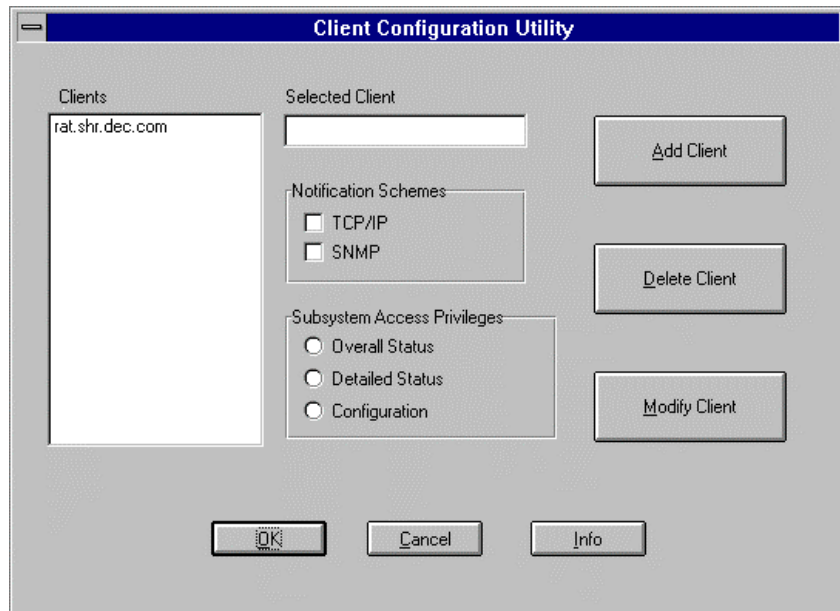 Client Configuration Utility
Clients
rat.shr.dec.com
Selected Client
Notification Schemes
TCP/IP
SNMP
Subsystem Access Privileges
Overall Status
Detailed Status
Configuration
Add Client
Delete Client
Modify Client
OK
Cancel
Info